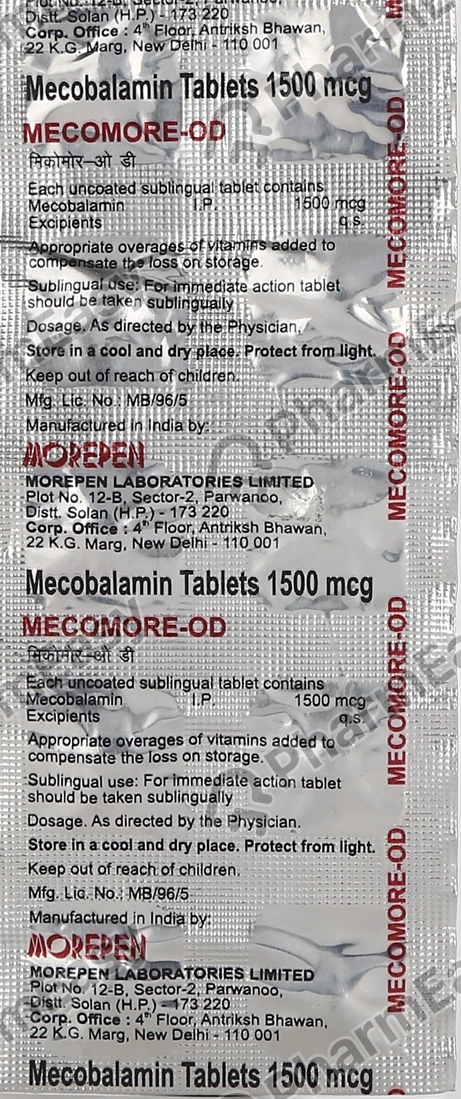 Plot No. 12-B, Sector-2, Parwanoo,
Distt. Solan (H.P.) - 173 220
Corp. Office : 4th Floor, Antriksh Bhawan,
22 K.G. Marg, New Delhi - 110 001
Mecobalamin Tablets 1500 mcg
MECOMORE-OD
मिकोमोर-ओ डी
Each uncoated sublingual tablet contains
Mecobalamin I.P. 1500 mcg
Excipients q.s.
Appropriate overages of vitamins added to
compensate the loss on storage.
Sublingual use: For immediate action tablet
should be taken sublingually
Dosage. As directed by the Physician.
Store in a cool and dry place. Protect from light.
Keep out of reach of children.
Mfg. Lic. No.: MB/96/5
Manufactured in India by:
MOREPEN
MOREPEN LABORATORIES LIMITED
Plot No. 12-B, Sector-2, Parwanoo,
Distt. Solan (H.P.) - 173 220
Corp. Office : 4th Floor, Antriksh Bhawan,
22 K.G. Marg, New Delhi - 110 001
Mecobalamin Tablets 1500 mcg
MECOMORE-OD
मिकोमोर-ओ डी
Each uncoated sublingual tablet contains
Mecobalamin I.P. 1500 mcg
Excipients q.s.
Appropriate overages of vitamins added to
compensate the loss on storage.
Sublingual use: For immediate action tablet
should be taken sublingually
Dosage. As directed by the Physician.
Store in a cool and dry place. Protect from light.
Keep out of reach of children.
Mfg. Lic. No.: MB/96/5
Manufactured in India by:
MOREPEN
MOREPEN LABORATORIES LIMITED
Plot No. 12-B, Sector-2, Parwanoo,
Distt. Solan (H.P.) - 173 220
Corp. Office : 4th Floor, Antriksh Bhawan,
22 K.G. Marg, New Delhi - 110 001
Mecobalamin Tablets 1500 mcg
MECOMORE-OD
MECOMORE-OD
MECOMORE-OD
MECOMORE-OD